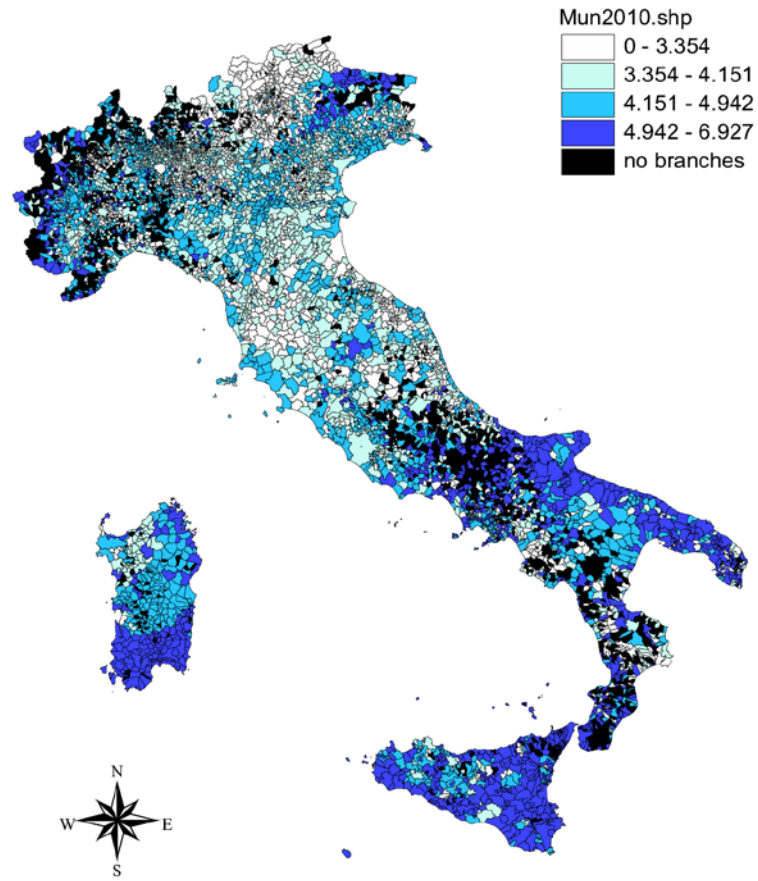 Mun2010.shp
0 - 3.354
3.354 - 4.151
4.151 - 4.942
4.942 - 6.927
no branches
N
W E
S